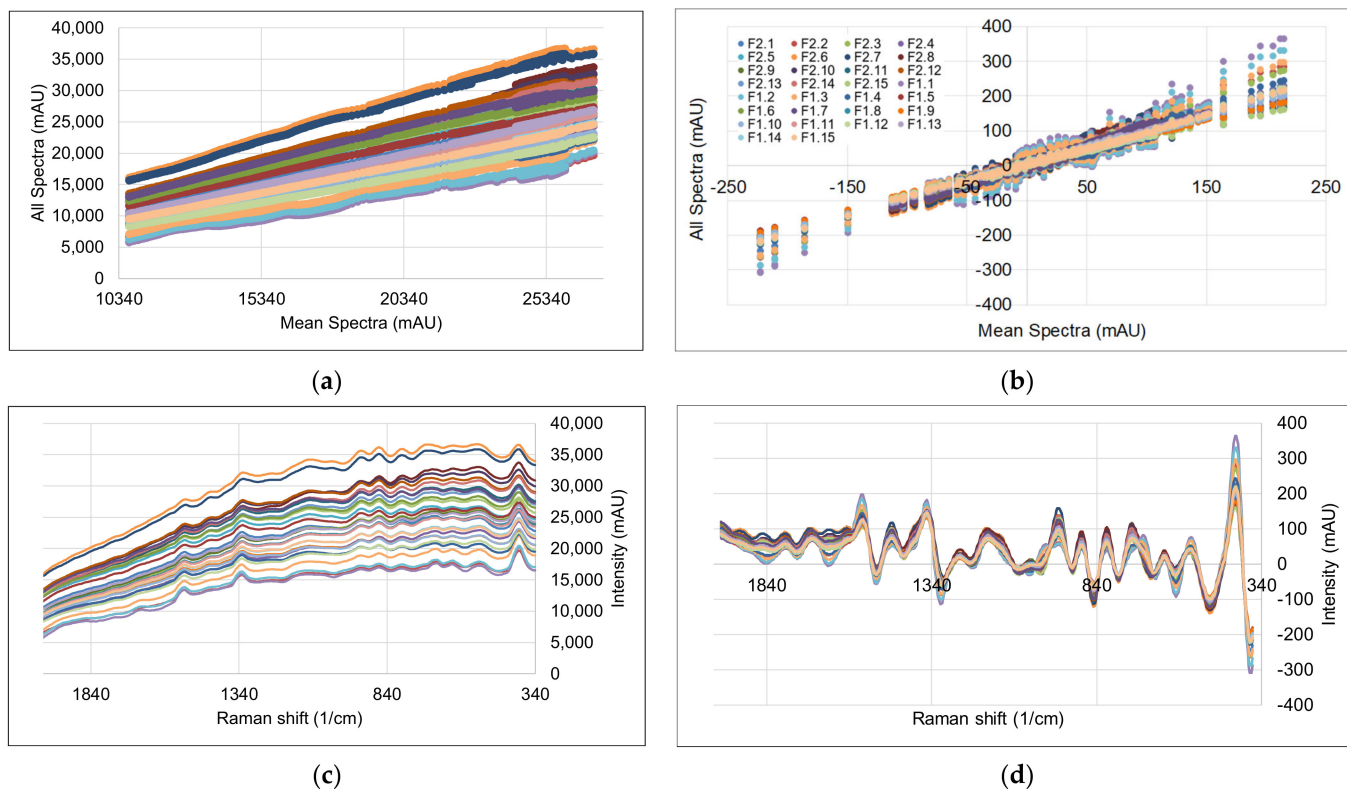 40,000
35,000
30,000
25,000
20,000
15,000
10,000
5,000
0
All Spectra (mAU)
10340 15340 20340 25340
Mean Spectra (mAU)
(a)
400
300
200
100
0
-100
-200
-300
-400
All Spectra (mAU)
F2.1 F2.2 F2.3 F2.4
F2.5 F2.6 F2.7 F2.8
F2.9 F2.10 F2.11 F2.12
F2.13 F2.14 F2.15 F1.1
F1.2 F1.3 F1.4 F1.5
F1.6 F1.7 F1.8 F1.9
F1.10 F1.11 F1.12 F1.13
F1.14 F1.15
-250 -150 -50 50 150 250
Mean Spectra (mAU)
(b)
40,000
35,000
30,000
25,000
20,000
15,000
10,000
5,000
0
Intensity (mAU)
1840 1340 840 340
Raman shift (1/cm)
(c)
400
300
200
100
0
-100
-200
-300
-400
Intensity (mAU)
1840 1340 840 340
Raman shift (1/cm)
(d)